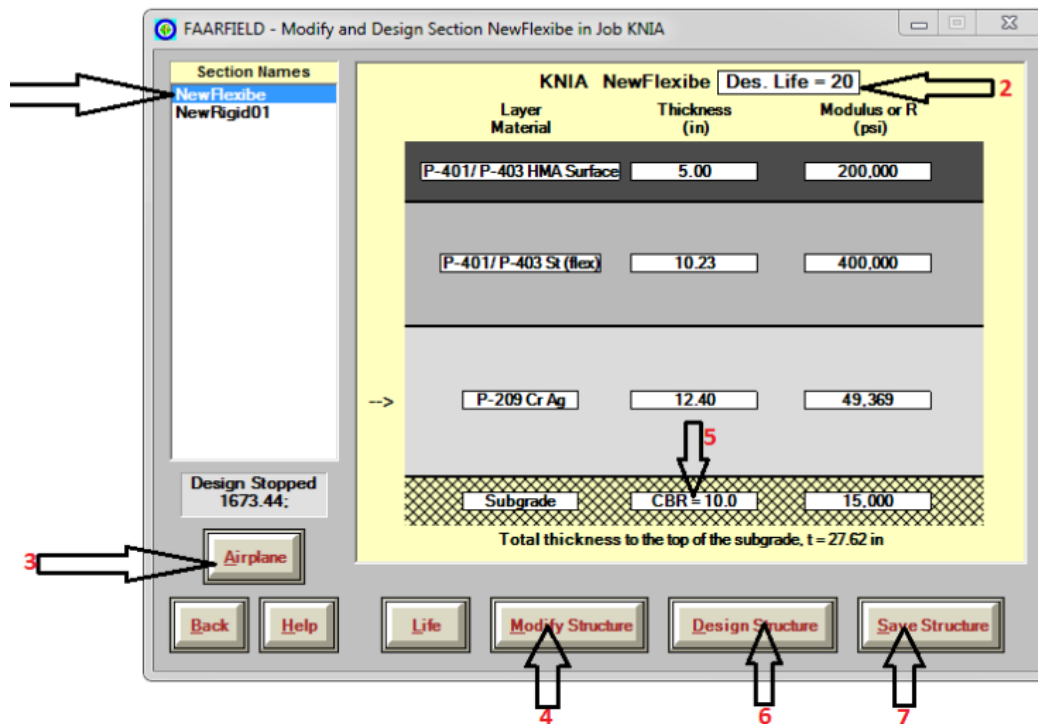 FAARFIELD - Modify and Design Section NewFlexibe in Job KNIA
Section Names
NewFlexibe
NewRigid01
KNIA NewFlexibe Des. Life = 20
2
Layer
Material
Thickness
(in)
Modulus or R
(psi)
P-401/ P-403 HMA Surface 5.00 200,000
P-401/ P-403 St (flex) 10.23 400,000
--> P-209 Cr Ag 12.40 49,369
5
Subgrade CBR = 10.0 15,000
Total thickness to the top of the subgrade, t = 27.62 in
Design Stopped
1673.44;
3
Airplane
Back Help Life Modify Structure Design Structure Save Structure
4 6 7